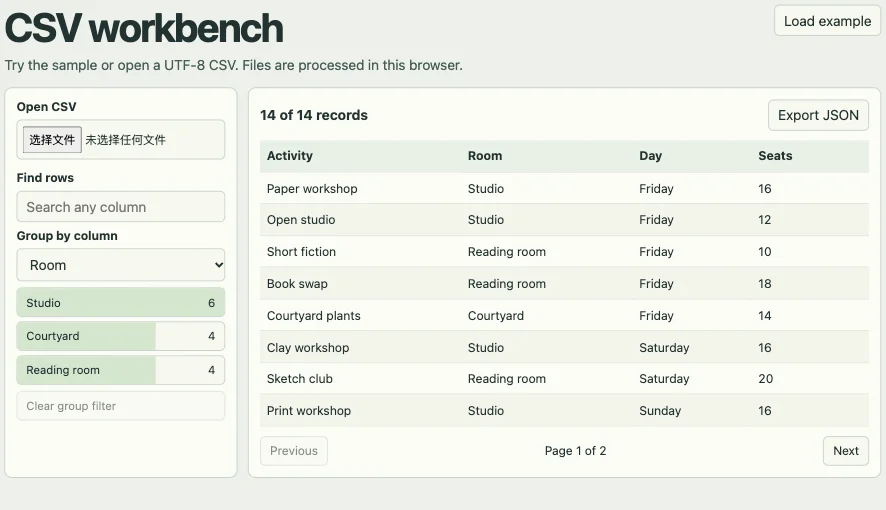 CSV workbench
Load example
Try the sample or open a UTF-8 CSV. Files are processed in this browser.
Open CSV
选择文件 未选择任何文件
Find rows
Search any column
Group by column
Room
Studio 6
Courtyard 4
Reading room 4
Clear group filter
14 of 14 records
Export JSON
Activity Room Day Seats
Paper workshop Studio Friday 16
Open studio Studio Friday 12
Short fiction Reading room Friday 10
Book swap Reading room Friday 18
Courtyard plants Courtyard Friday 14
Clay workshop Studio Saturday 16
Sketch club Reading room Saturday 20
Print workshop Studio Sunday 16
Previous Page 1 of 2 Next